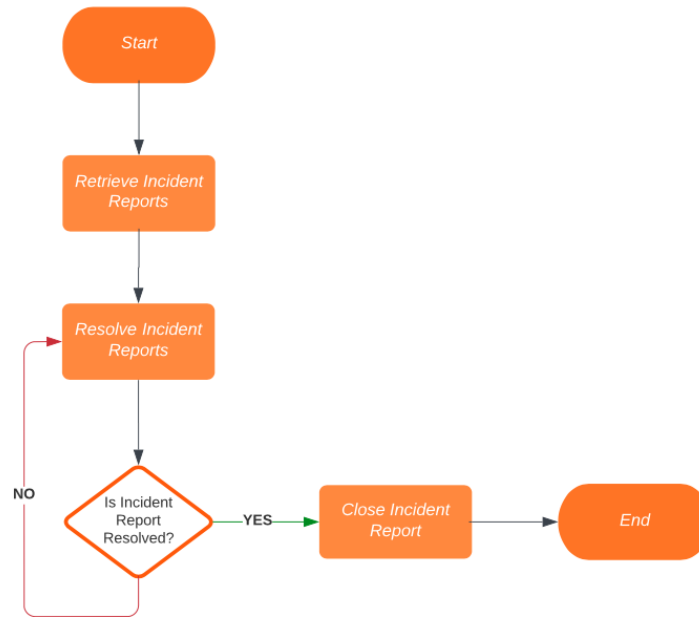 Start
Retrieve Incident
Reports
Resolve Incident
Reports
Is Incident
Report
Resolved?
NO
YES
Close Incident
Report
End